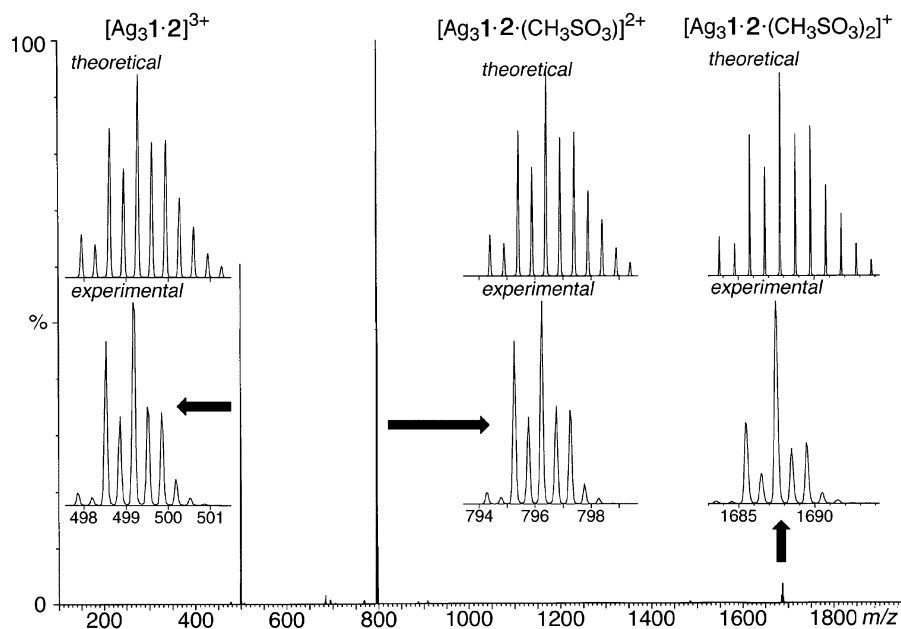 [Ag₃1·2]³⁺ [Ag₃1·2·(CH₃SO₃)]²⁺ [Ag₃1·2·(CH₃SO₃)₂]⁺
100
theoretical theoretical theoretical
experimental experimental experimental
%
498 499 500 501 794 796 798 1685 1690
0
200 400 600 800 1000 1200 1400 1600 1800 m/z